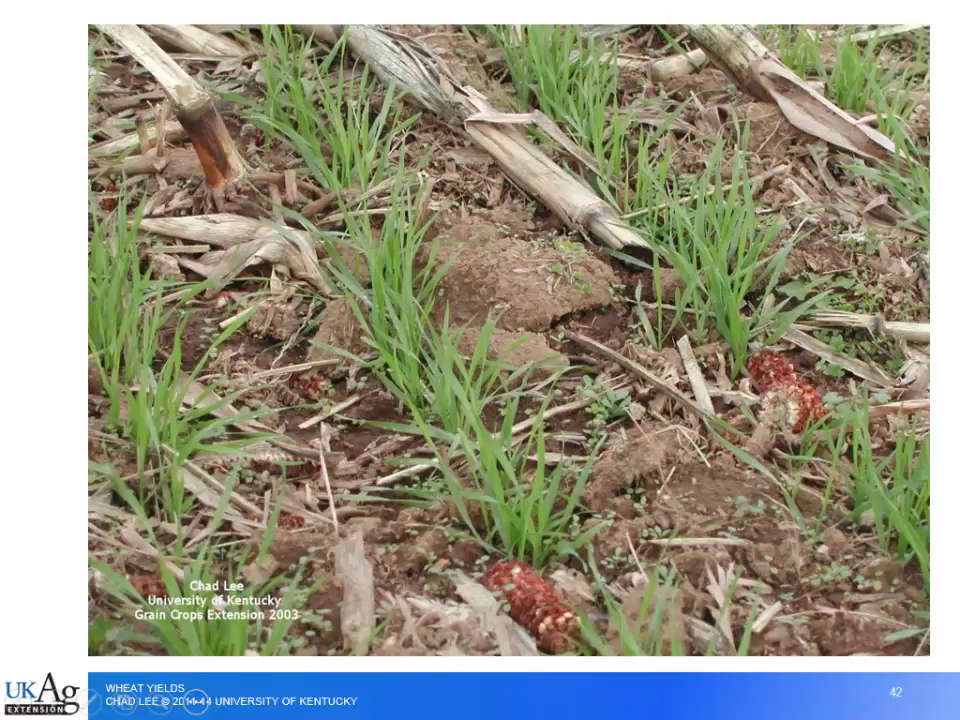 Chad Lee
University of Kentucky
Grain Crops Extension 2003
UKAg
EXTENSION
WHEAT YIELDS
CHAD LEE © 2014 UNIVERSITY OF KENTUCKY
42